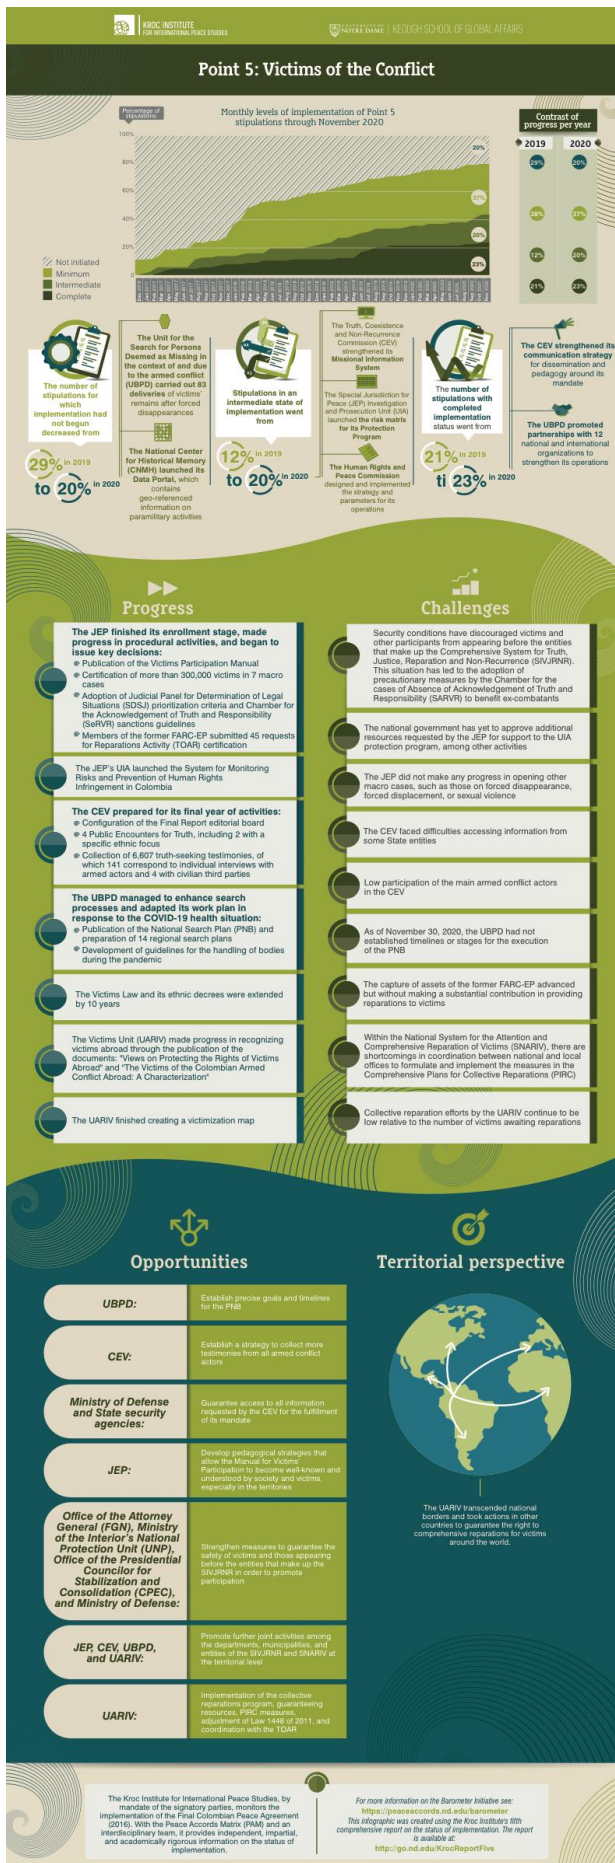 KROC INSTITUTE
FOR INTERNATIONAL PEACE STUDIES
UNIVERSITY OF
NOTRE DAME | KEOUGH SCHOOL OF GLOBAL AFFAIRS
Point 5: Victims of the Conflict
Percentage of
stipulations
Monthly levels of implementation of Point 5
stipulations through November 2020
100%
80%
60%
40%
20%
0
20%
37%
20%
23%
Not initiated
Minimum
Intermediate
Complete
Contrast of
progress per year
2019 2020
29% 20%
38% 37%
12% 20%
21% 23%
The number of
stipulations for
which
implementation had
not begun
decreased from
29% in 2019
to 20% in 2020
The Unit for the
Search for Persons
Deemed as Missing in
the context and due
to the armed conflict
(UBPD) carried out 83
deliveries of victims'
remains after forced
disappearances
The National Center
for Historical Memory
(CNMH) launched its
Data Portal, which
contains
geo-referenced
information on
paramilitary activities
Stipulations in an
intermediate state of
implementation went
from
12% in 2019
to 20% in 2020
The Truth, Coexistence
and Non-Recurrence
Commission (CEV)
strengthened its
Missional Information
System
The Special Jurisdiction for
Peace (JEP) Investigation
and Prosecution Unit (UIA)
launched the risk matrix
for its Protection
Program
The Human Rights and
Peace Commission
designed and implemented
the strategy and
parameters for its
operations
The number of
stipulations with
completed
implementation
status went from
21% in 2019
ti 23% in 2020
The CEV strengthened its
communication strategy
for dissemination and
pedagogy around its
mandate
The UBPD promoted
partnerships with 12
national and international
organizations to
strengthen its operations
Progress
The JEP finished its enrollment stage, made
progress in procedural activities, and began to
issue key decisions:
Publication of the Victims Participation Manual
Certification of more than 300,000 victims in 7 macro
cases
Adoption of Judicial Panel for Determination of Legal
Situations (SDSJ) prioritization criteria and Chamber for
the Acknowledgement of Truth and Responsibility
(SeRVR) sanctions guidelines
Members of the former FARC-EP submitted 45 requests
for Reparations Activity (TOAR) certification
The JEP's UIA launched the System for Monitoring
Risks and Prevention of Human Rights
Infringement in Colombia
The CEV prepared for its final year of activities:
Configuration of the Final Report editorial board
4 Public Encounters for Truth, including 2 with a
specific ethnic focus
Collection of 6,607 truth-seeking testimonies, of
which 141 correspond to individual interviews with
armed actors and 4 with civilian third parties
The UBPD managed to enhance search
processes and adapted its work plan in
response to the COVID-19 health situation:
Publication of the National Search Plan (PNB) and
preparation of 14 regional search plans
Development of guidelines for the handling of bodies
during the pandemic
The Victims Law and its ethnic decrees were extended
by 10 years
The Victims Unit (UARIV) made progress in recognizing
victims abroad through the publication of the
documents: "Views on Protecting the Rights of Victims
Abroad" and "The Victims of the Colombian Armed
Conflict Abroad: A Characterization"
The UARIV finished creating a victimization map
Challenges
Security conditions have discouraged victims and
other participants from appearing before the entities
that make up the Comprehensive System for Truth,
Justice, Reparation and Non-Recurrence (SIVJRNR).
This situation has led to the adoption of
precautionary measures by the Chamber for the
cases of Absence of Acknowledgement of Truth and
Responsibility (SARVR) to benefit ex-combatants
The national government has yet to approve additional
resources requested by the JEP for support to the UIA
protection program, among other activities
The JEP did not make any progress in opening other
macro cases, such as those on forced disappearance,
forced displacement, or sexual violence
The CEV faced difficulties accessing information from
some State entities
Low participation of the main armed conflict actors
in the CEV
As of November 30, 2020, the UBPD had not
established timelines or stages for the execution
of the PNB
The capture of assets of the former FARC-EP advanced
but without making a substantial contribution in providing
reparations to victims
Within the National System for the Attention and
Comprehensive Reparation of Victims (SNARIV), there are
shortcomings in coordination between national and local
offices to formulate and implement the measures in the
Comprehensive Plans for Collective Reparations (PIRC)
Collective reparation efforts by the UARIV continue to be
low relative to the number of victims awaiting reparations
Opportunities
UBPD:
Establish precise goals and timelines
for the PNB
CEV:
Establish a strategy to collect more
testimonies from all armed conflict
actors
Ministry of Defense
and State security
agencies:
Guarantee access to all information
requested by the CEV for the fulfillment
of its mandate
JEP:
Develop pedagogical strategies that
allow the Manual for Victims'
Participation to become well-known and
understood by society and victims,
especially in the territories
Office of the Attorney
General (FGN), Ministry
of the Interior's National
Protection Unit (UNP),
Office of the Presidential
Councilor for
Stabilization and
Consolidation (CPEC),
and Ministry of Defense:
Strengthen measures to guarantee the
safety of victims and those appearing
before the entities that make up the
SIVJRNR in order to promote
participation
JEP, CEV, UBPD,
and UARIV:
Promote further joint activities among
the departments, municipalities, and
entities of the SIVJRNR and SNARIV at
the territorial level
UARIV:
Implementation of the collective
reparations program, guaranteeing
resources, PIRC measures,
adjustment of Law 1448 of 2011, and
coordination with the TOAR
Territorial perspective
The UARIV transcended national
borders and took actions in other
countries to guarantee the right to
comprehensive reparations for victims
around the world.
The Kroc Institute for International Peace Studies, by
mandate of the signatory parties, monitors the
implementation of the Final Colombian Peace Agreement
(2016). With the Peace Accords Matrix (PAM) and an
interdisciplinary team, it provides independent, impartial,
and academically rigorous information on the status of
implementation.
For more information on the Barometer Initiative see:
https://peaceaccords.nd.edu/barometer
This infographic was created using the Kroc Institute's fifth
comprehensive report on the status of implementation. The report
is available at:
http://go.nd.edu/KrocReportFive